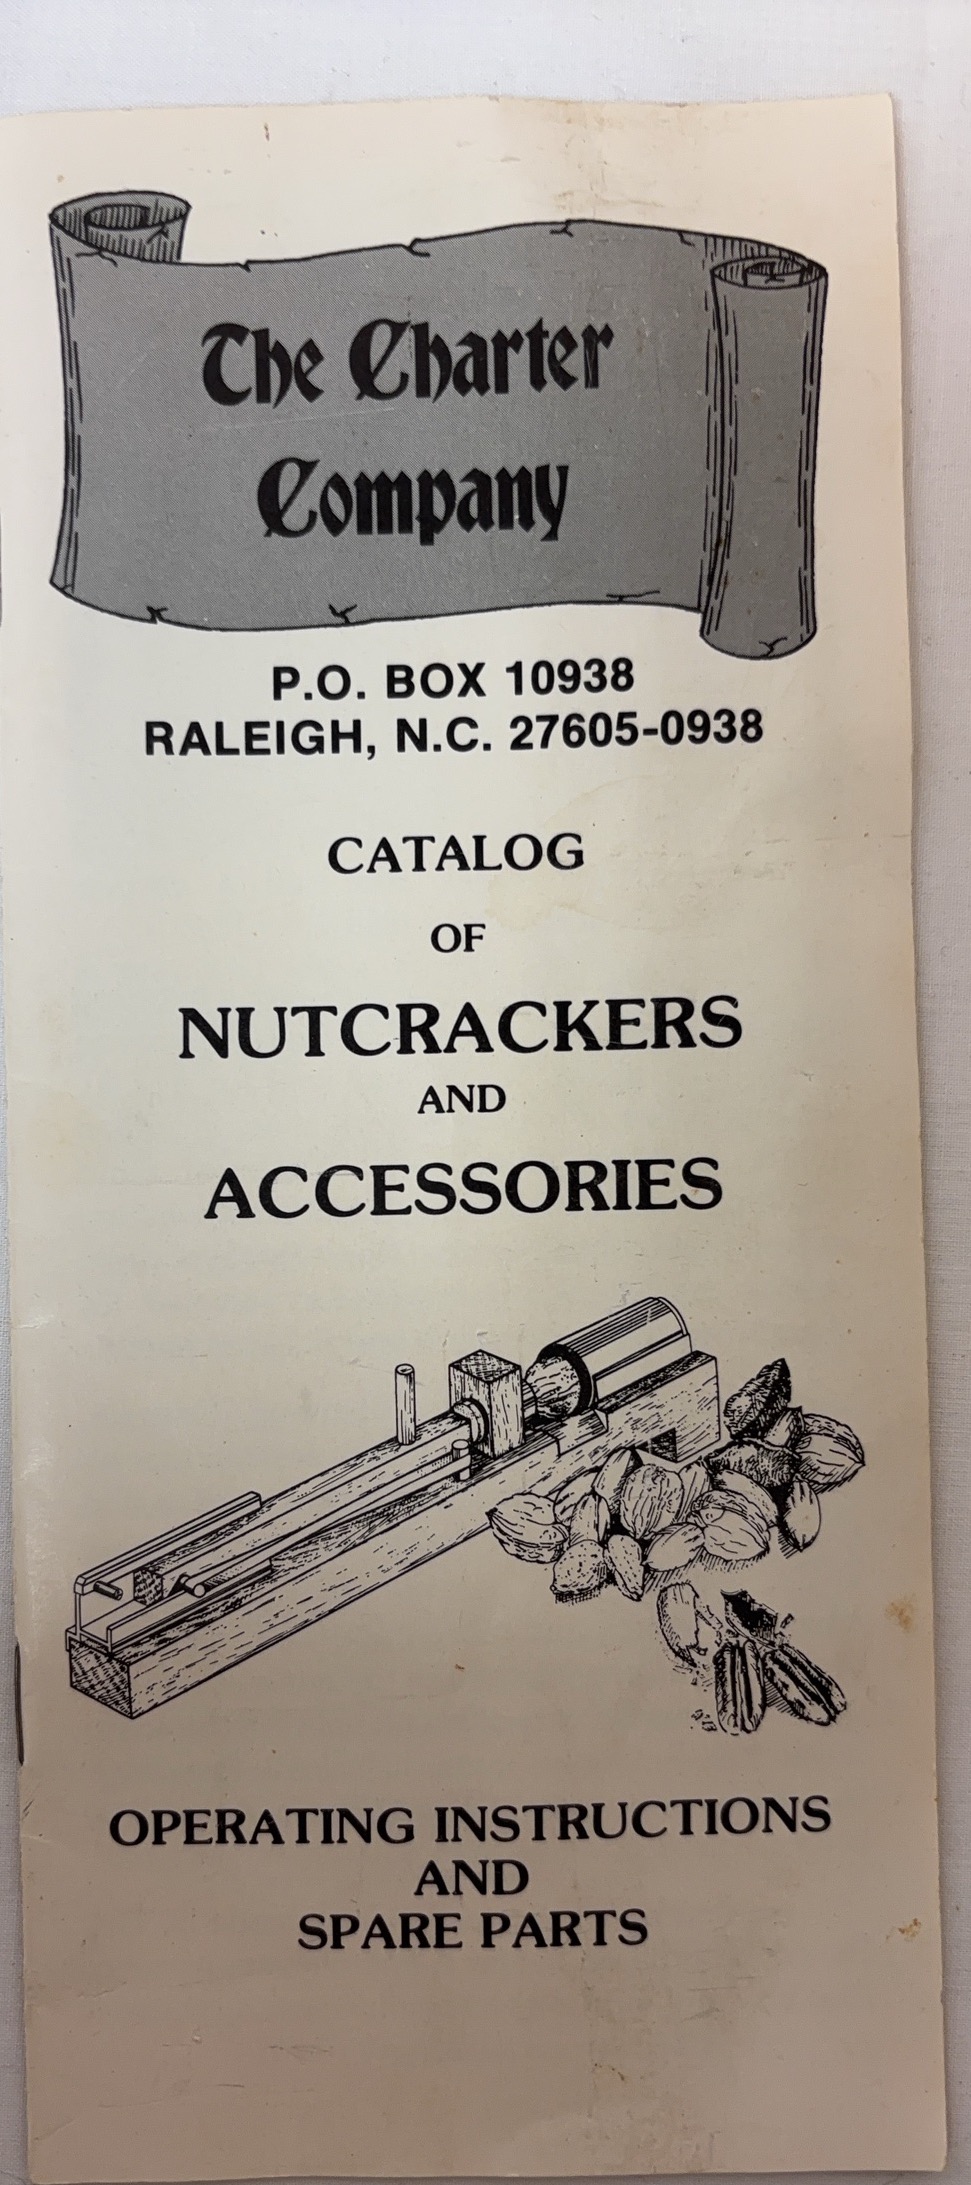 The Charter
Company
P.O. BOX 10938
RALEIGH, N.C. 27605-0938
CATALOG
OF
NUTCRACKERS
AND
ACCESSORIES
OPERATING INSTRUCTIONS
AND
SPARE PARTS